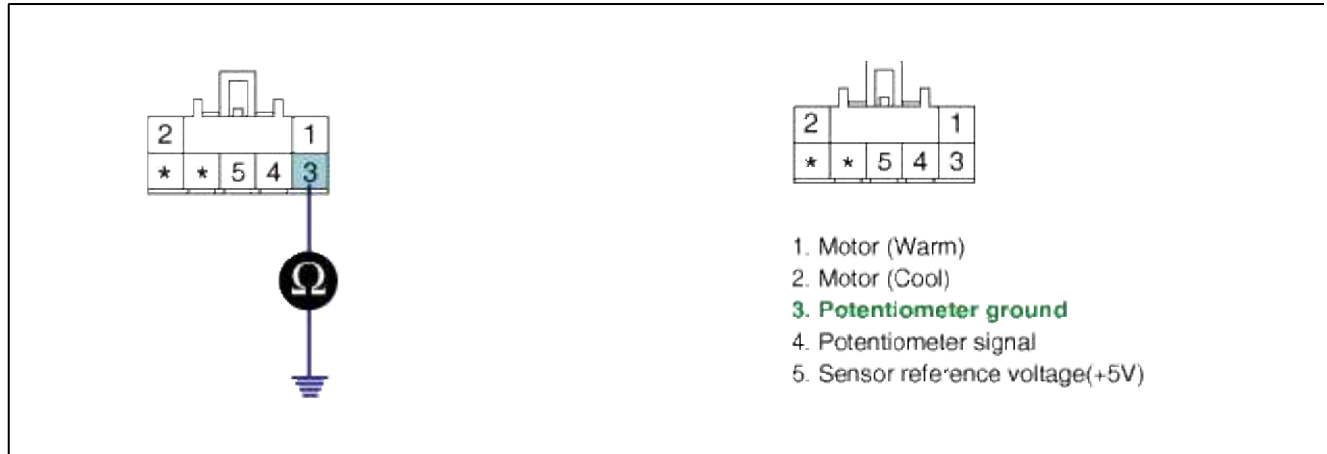 2 1
* * 5 4 3
Ω
2 1
* * 5 4 3
1. Motor (Warm)
2. Motor (Cool)
3. Potentiometer ground
4. Potentiometer signal
5. Sensor reference voltage(+5V)